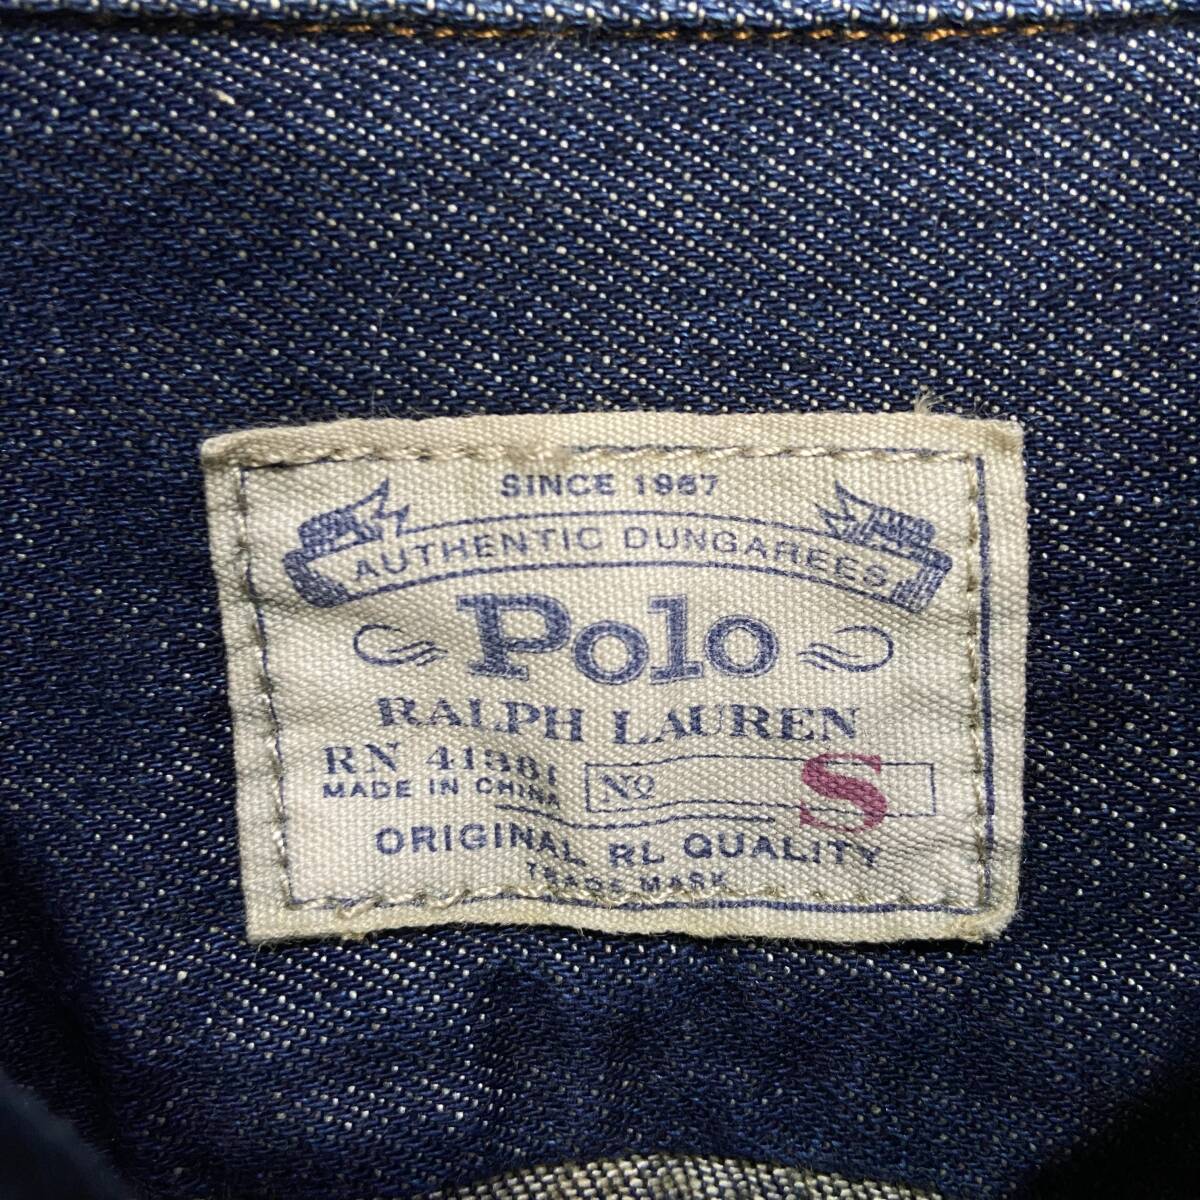 SINCE 1967
AUTHENTIC DUNGAREES
Polo
RALPH LAUREN
RN 41381
MADE IN CHINA
No S
ORIGINAL RL QUALITY
TRADE MARK